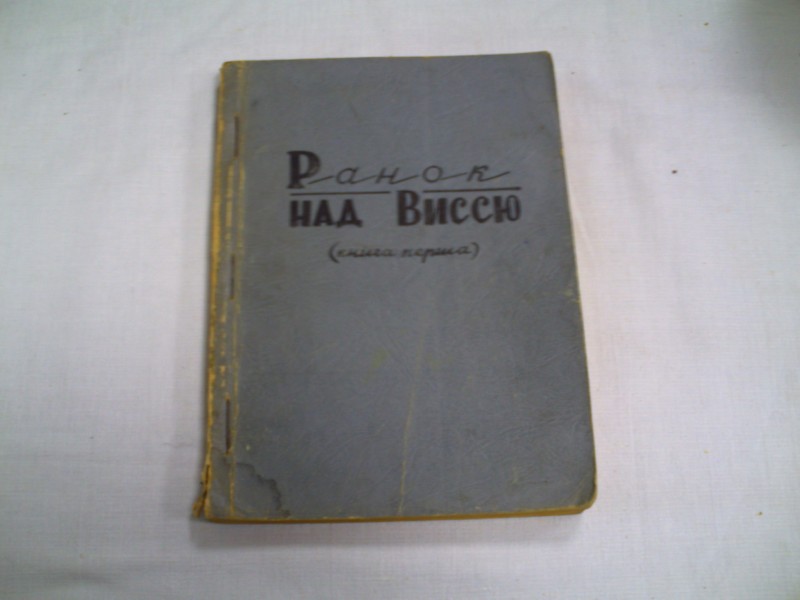 Ранок
над Виссю
(книга перша)